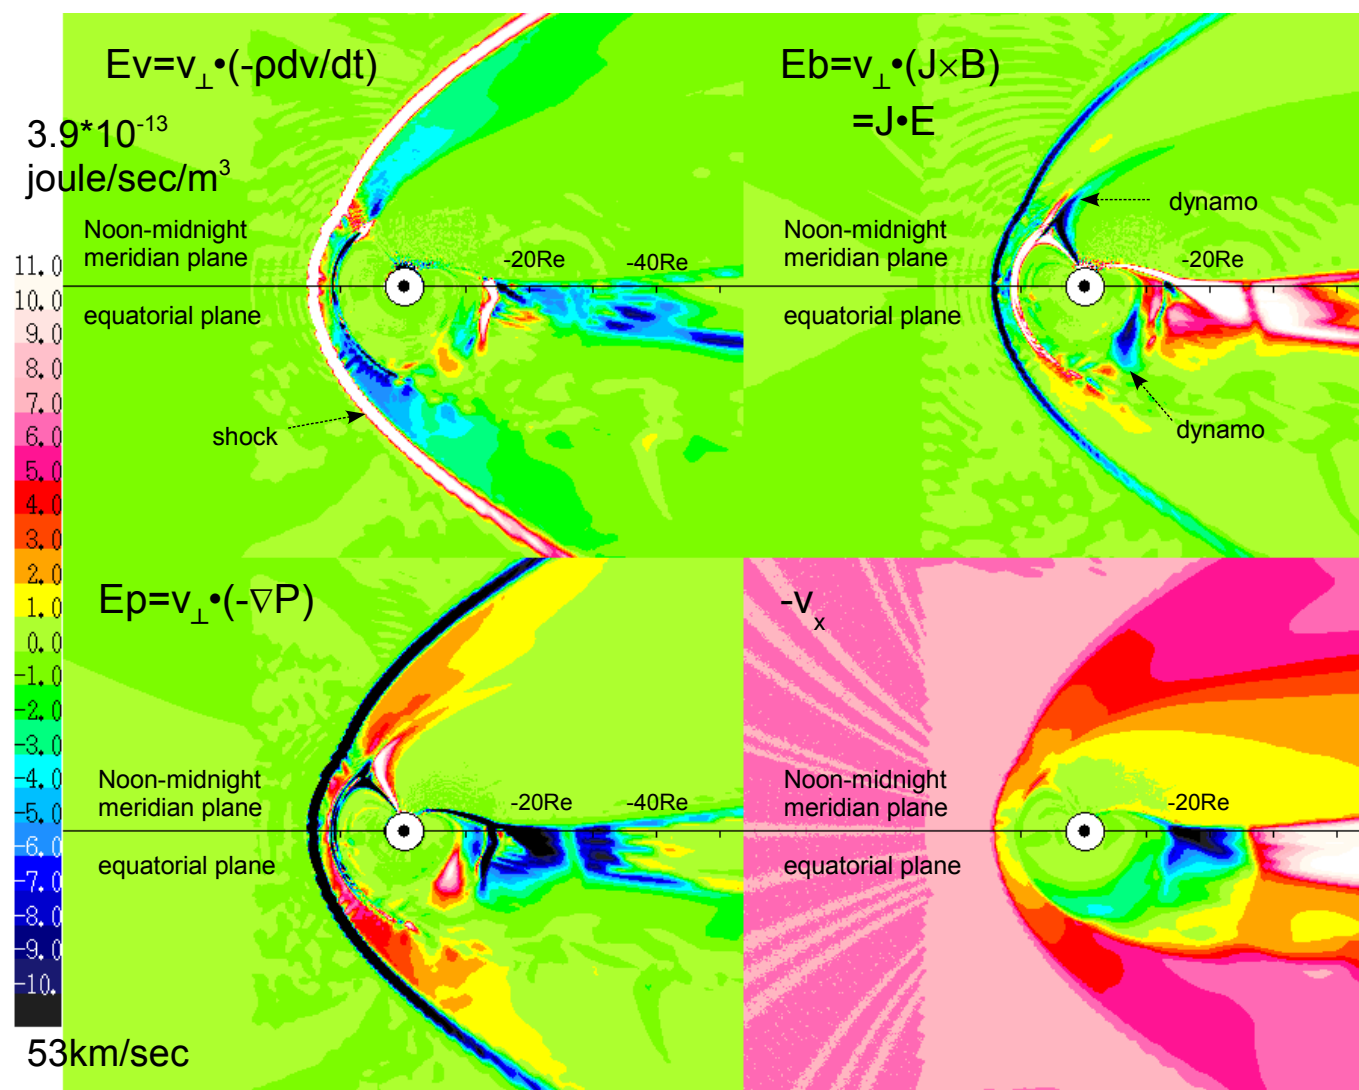 Ev=v⊥•(-ρdv/dt)
Eb=v⊥•(J×B)
=J•E
3.9*10⁻¹³
joule/sec/m³
Noon-midnight
meridian plane
-20Re
-40Re
equatorial plane
shock
Noon-midnight
meridian plane
-20Re
equatorial plane
dynamo
dynamo
11.0
10.0
9.0
8.0
7.0
6.0
5.0
4.0
3.0
2.0
1.0
0.0
-1.0
-2.0
-3.0
-4.0
-5.0
-6.0
-7.0
-8.0
-9.0
-10.
53km/sec
Ep=v⊥•(-∇P)
Noon-midnight
meridian plane
-20Re
-40Re
equatorial plane
-vₓ
Noon-midnight
meridian plane
-20Re
equatorial plane